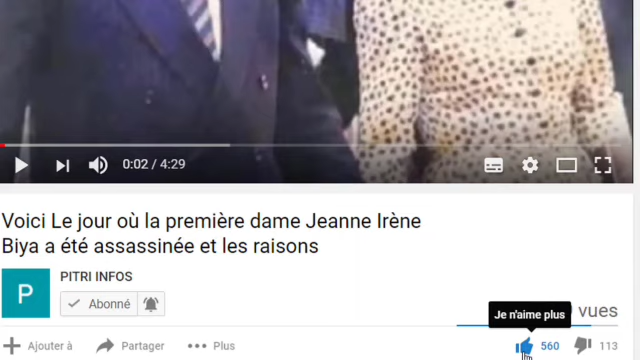 0:02 / 4:29
Voici Le jour où la première dame Jeanne Irène
Biya a été assassinée et les raisons
P
PITRI INFOS
Abonné
Je n'aime plus
vues
Ajouter à
Partager
Plus
560
113